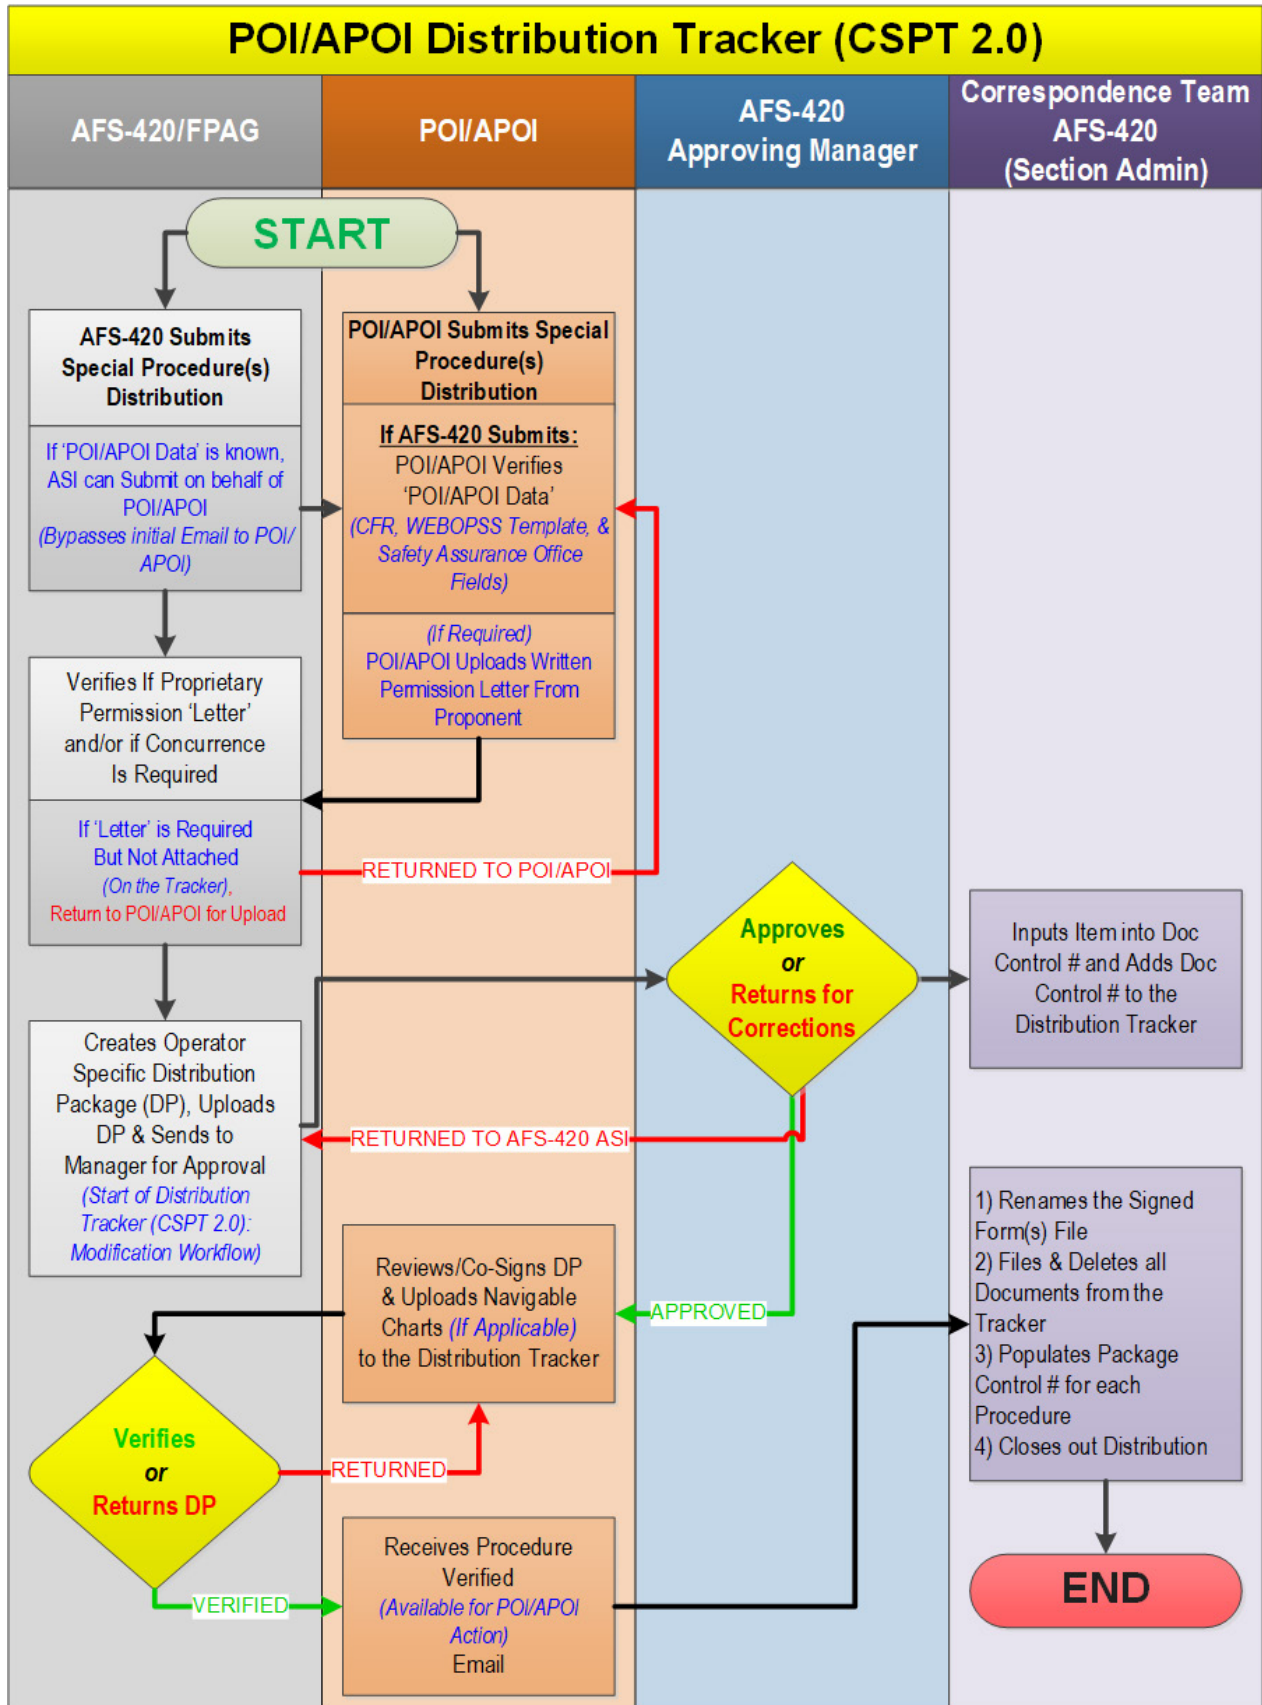 POI/APOI Distribution Tracker (CSPT 2.0)
AFS-420/FPAG
POI/APOI
AFS-420
Approving Manager
Correspondence Team
AFS-420
(Section Admin)
START
AFS-420 Submits
Special Procedure(s)
Distribution
If 'POI/APOI Data' is known,
ASI can Submit on behalf of
POI/APOI
(Bypasses initial Email to POI/
APOI)
POI/APOI Submits Special
Procedure(s)
Distribution
If AFS-420 Submits:
POI/APOI Verifies
'POI/APOI Data'
(CFR, WEBOPSS Template, &
Safety Assurance Office
Fields)
(If Required)
POI/APOI Uploads Written
Permission Letter From
Proponent
Verifies If Proprietary
Permission 'Letter'
and/or if Concurrence
Is Required
If 'Letter' is Required
But Not Attached
(On the Tracker),
Return to POI/APOI for Upload
RETURNED TO POI/APOI
Approves
or
Returns for
Corrections
Inputs Item into Doc
Control # and Adds Doc
Control # to the
Distribution Tracker
Creates Operator
Specific Distribution
Package (DP), Uploads
DP & Sends to
Manager for Approval
(Start of Distribution
Tracker (CSPT 2.0):
Modification Workflow)
RETURNED TO AFS-420 ASI
Reviews/Co-Signs DP
& Uploads Navigable
Charts (If Applicable)
to the Distribution Tracker
APPROVED
1) Renames the Signed
Form(s) File
2) Files & Deletes all
Documents from the
Tracker
3) Populates Package
Control # for each
Procedure
4) Closes out Distribution
Verifies
or
Returns DP
RETURNED
VERIFIED
Receives Procedure
Verified
(Available for POI/APOI
Action)
Email
END